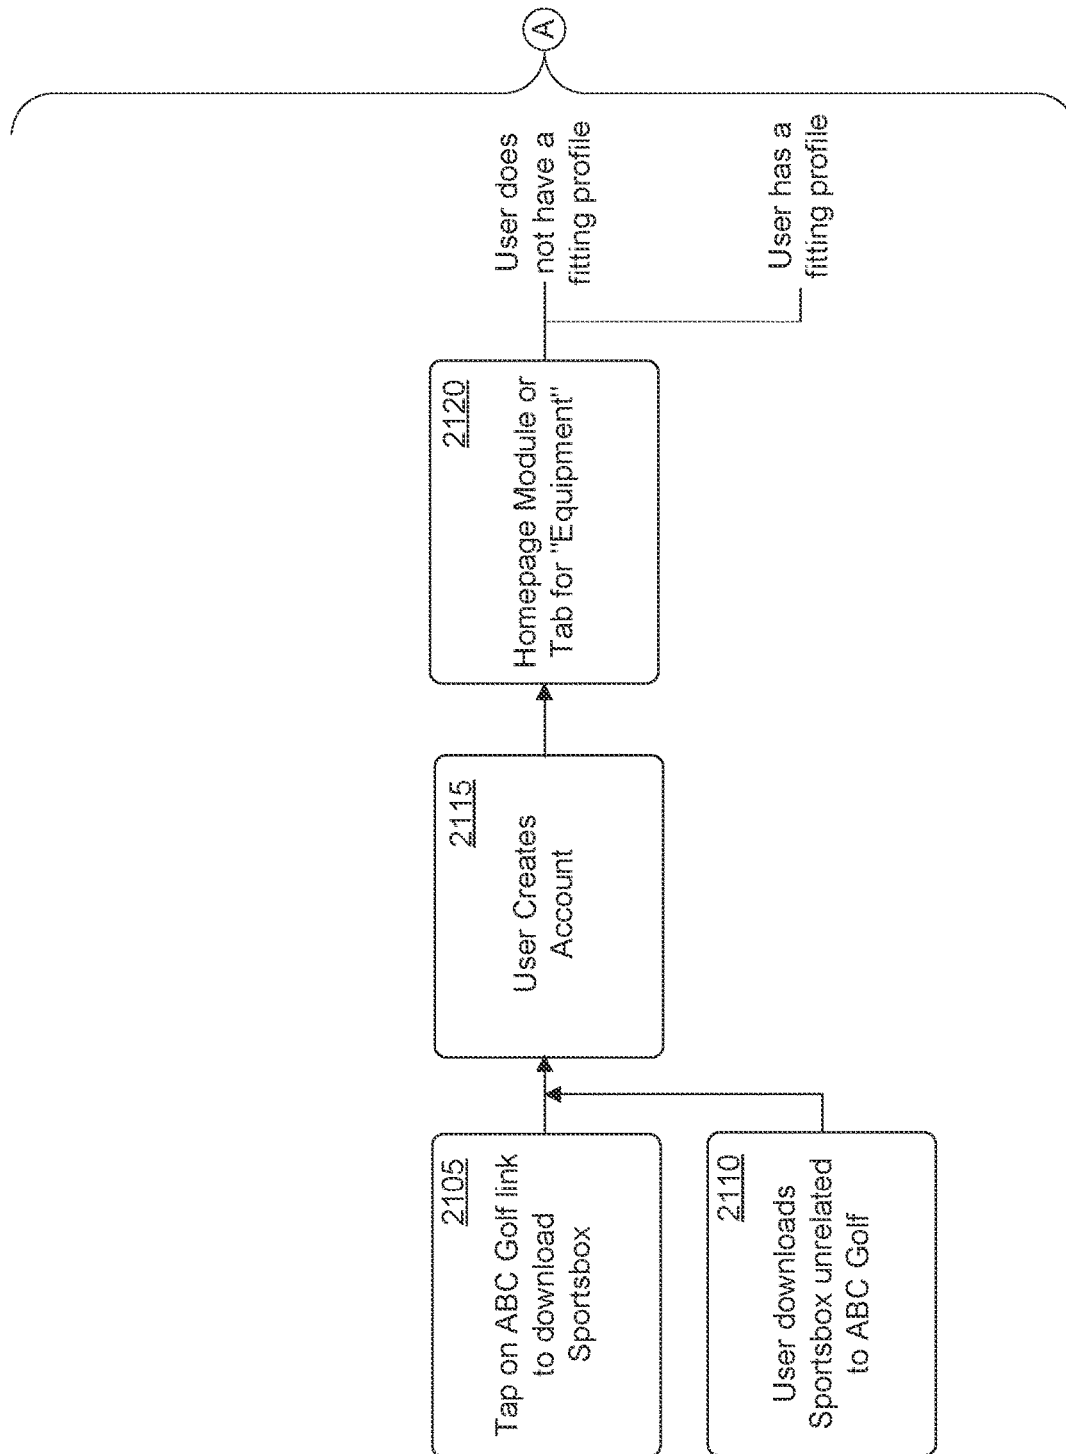 2105
Tap on ABC Golf link
to download
Sportsbox
2110
User downloads
Sportsbox unrelated
to ABC Golf
2115
User Creates
Account
2120
Homepage Module or
Tab for "Equipment"
User does
not have a
fitting profile
User has a
fitting profile
A